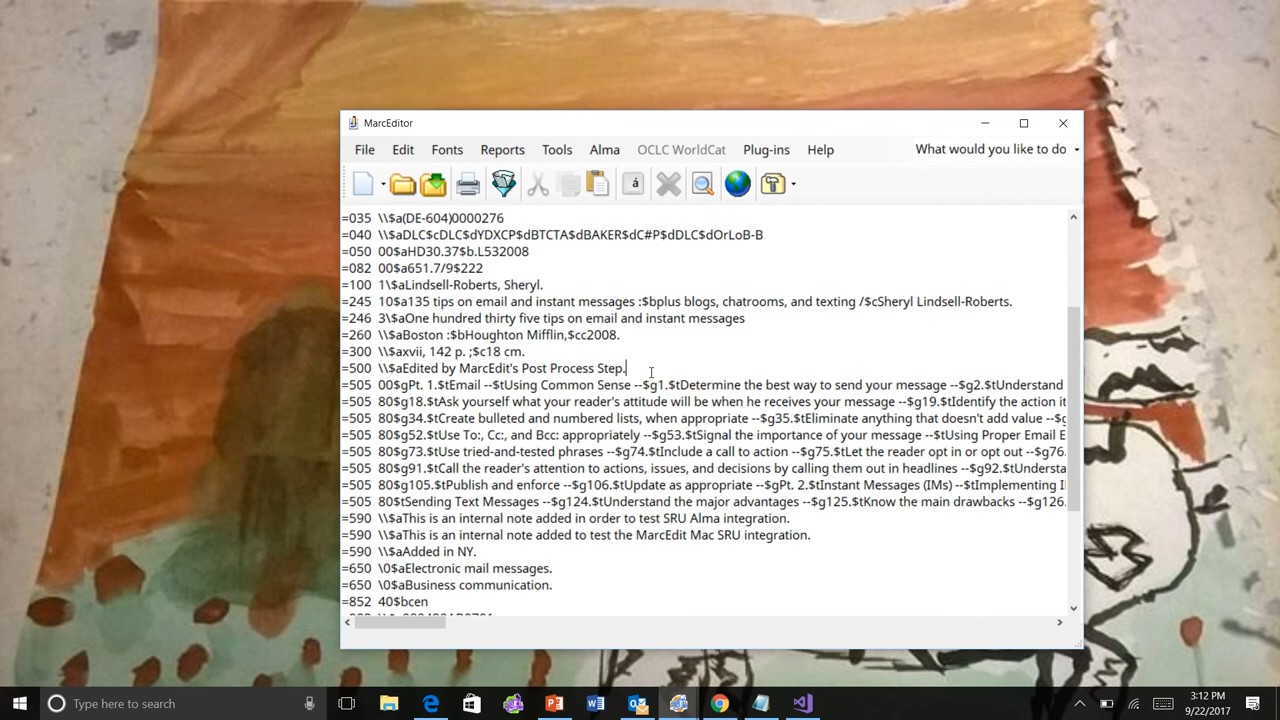 MarcEditor
File Edit Fonts Reports Tools Alma OCLC WorldCat Plug-ins Help What would you like to do
á
=035 \\$a(DE-604)0000276
=040 \\$aDLC$cDLC$dYDXCP$dBTCTA$dBAKER$dC#P$dDLC$dOrLoB-B
=050 00$aHD30.37$b.L532008
=082 00$a651.7/9$222
=100 1\$aLindsell-Roberts, Sheryl.
=245 10$a135 tips on email and instant messages :$bplus blogs, chatrooms, and texting /$cSheryl Lindsell-Roberts.
=246 3\$aOne hundred thirty five tips on email and instant messages
=260 \\$aBoston :$bHoughton Mifflin,$cc2008.
=300 \\$axvii, 142 p. ;$c18 cm.
=500 \\$aEdited by MarcEdit's Post Process Step.
=505 00$gPt. 1.$tEmail --$tUsing Common Sense --$g1.$tDetermine the best way to send your message --$g2.$tUnderstand
=505 80$g18.$tAsk yourself what your reader's attitude will be when he receives your message --$g19.$tIdentify the action it
=505 80$g34.$tCreate bulleted and numbered lists, when appropriate --$g35.$tEliminate anything that doesn't add value --$g
=505 80$g52.$tUse To:, Cc:, and Bcc: appropriately --$g53.$tSignal the importance of your message --$tUsing Proper Email E
=505 80$g73.$tUse tried-and-tested phrases --$g74.$tInclude a call to action --$g75.$tLet the reader opt in or opt out --$g76.
=505 80$g91.$tCall the reader's attention to actions, issues, and decisions by calling them out in headlines --$g92.$tUndersta
=505 80$g105.$tPublish and enforce --$g106.$tUpdate as appropriate --$gPt. 2.$tInstant Messages (IMs) --$tImplementing I
=505 80$tSending Text Messages --$g124.$tUnderstand the major advantages --$g125.$tKnow the main drawbacks --$g126.
=590 \\$aThis is an internal note added in order to test SRU Alma integration.
=590 \\$aThis is an internal note added to test the MarcEdit Mac SRU integration.
=590 \\$aAdded in NY.
=650 \0$aElectronic mail messages.
=650 \0$aBusiness communication.
=852 40$bcen
Type here to search
3:12 PM
9/22/2017